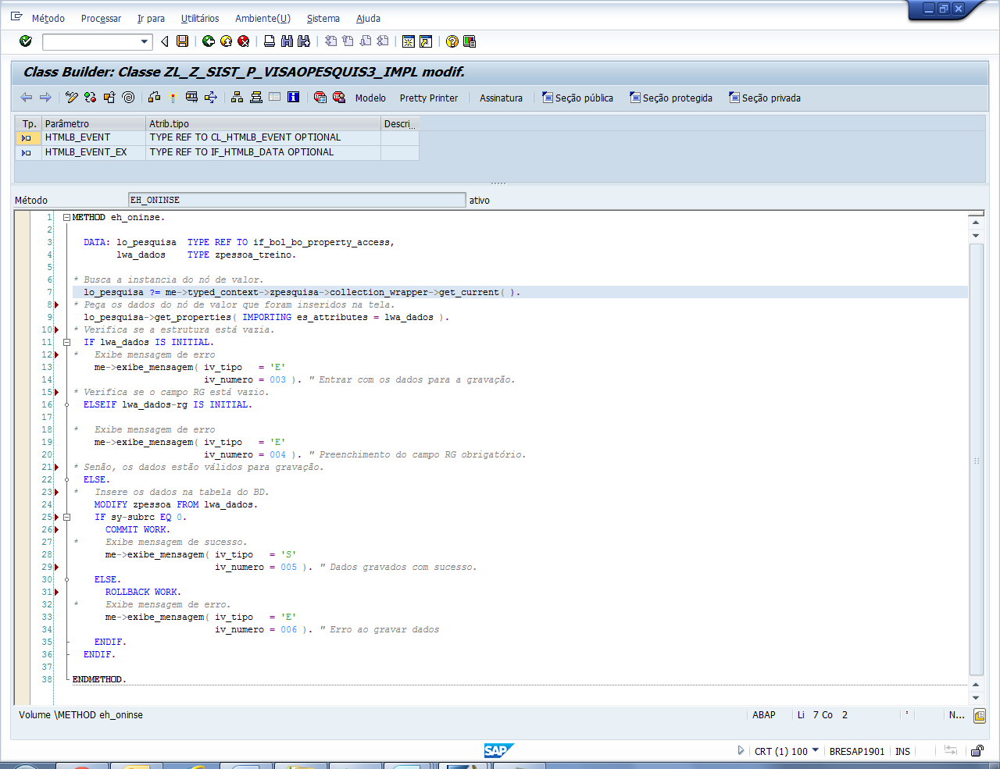 Método Processar Ir para Utilitários Ambiente(U) Sistema Ajuda
Class Builder: Classe ZL_Z_SIST_P_VISAOPESQUIS3_IMPL modif.
Modelo Pretty Printer Assinatura Seção pública Seção protegida Seção privada
Tp. Parâmetro Atrib.tipo Descri...
HTMLB_EVENT TYPE REF TO CL_HTMLB_EVENT OPTIONAL
HTMLB_EVENT_EX TYPE REF TO IF_HTMLB_DATA OPTIONAL
Método EH_ONINSE ativo
1 METHOD eh_oninse.
2
3 DATA: lo_pesquisa TYPE REF TO if_bol_bo_property_access,
4 lwa_dados TYPE zpessoa_treino.
5
6 * Busca a instancia do nó de valor.
7 lo_pesquisa ?= me->typed_context->zpesquisa->collection_wrapper->get_current( ).
8 * Pega os dados do nó de valor que foram inseridos na tela.
9 lo_pesquisa->get_properties( IMPORTING es_attributes = lwa_dados ).
10 * Verifica se a estrutura está vazia.
11 IF lwa_dados IS INITIAL.
12 * Exibe mensagem de erro
13 me->exibe_mensagem( iv_tipo = 'E'
14 iv_numero = 003 ). " Entrar com os dados para a gravação.
15 * Verifica se o campo RG está vazio.
16 ELSEIF lwa_dados-rg IS INITIAL.
17
18 * Exibe mensagem de erro
19 me->exibe_mensagem( iv_tipo = 'E'
20 iv_numero = 004 ). " Preenchimento do campo RG obrigatório.
21 * Senão, os dados estão válidos para gravação.
22 ELSE.
23 * Insere os dados na tabela do BD.
24 MODIFY zpessoa FROM lwa_dados.
25 IF sy-subrc EQ 0.
26 COMMIT WORK.
27 * Exibe mensagem de sucesso.
28 me->exibe_mensagem( iv_tipo = 'S'
29 iv_numero = 005 ). " Dados gravados com sucesso.
30 ELSE.
31 ROLLBACK WORK.
32 * Exibe mensagem de erro.
33 me->exibe_mensagem( iv_tipo = 'E'
34 iv_numero = 006 ). " Erro ao gravar dados
35 ENDIF.
36 ENDIF.
37
38 ENDMETHOD.
Volume \METHOD eh_oninse ABAP Li 7 Co 2 N...
SAP CRT (1) 100 BRESAP1901 INS